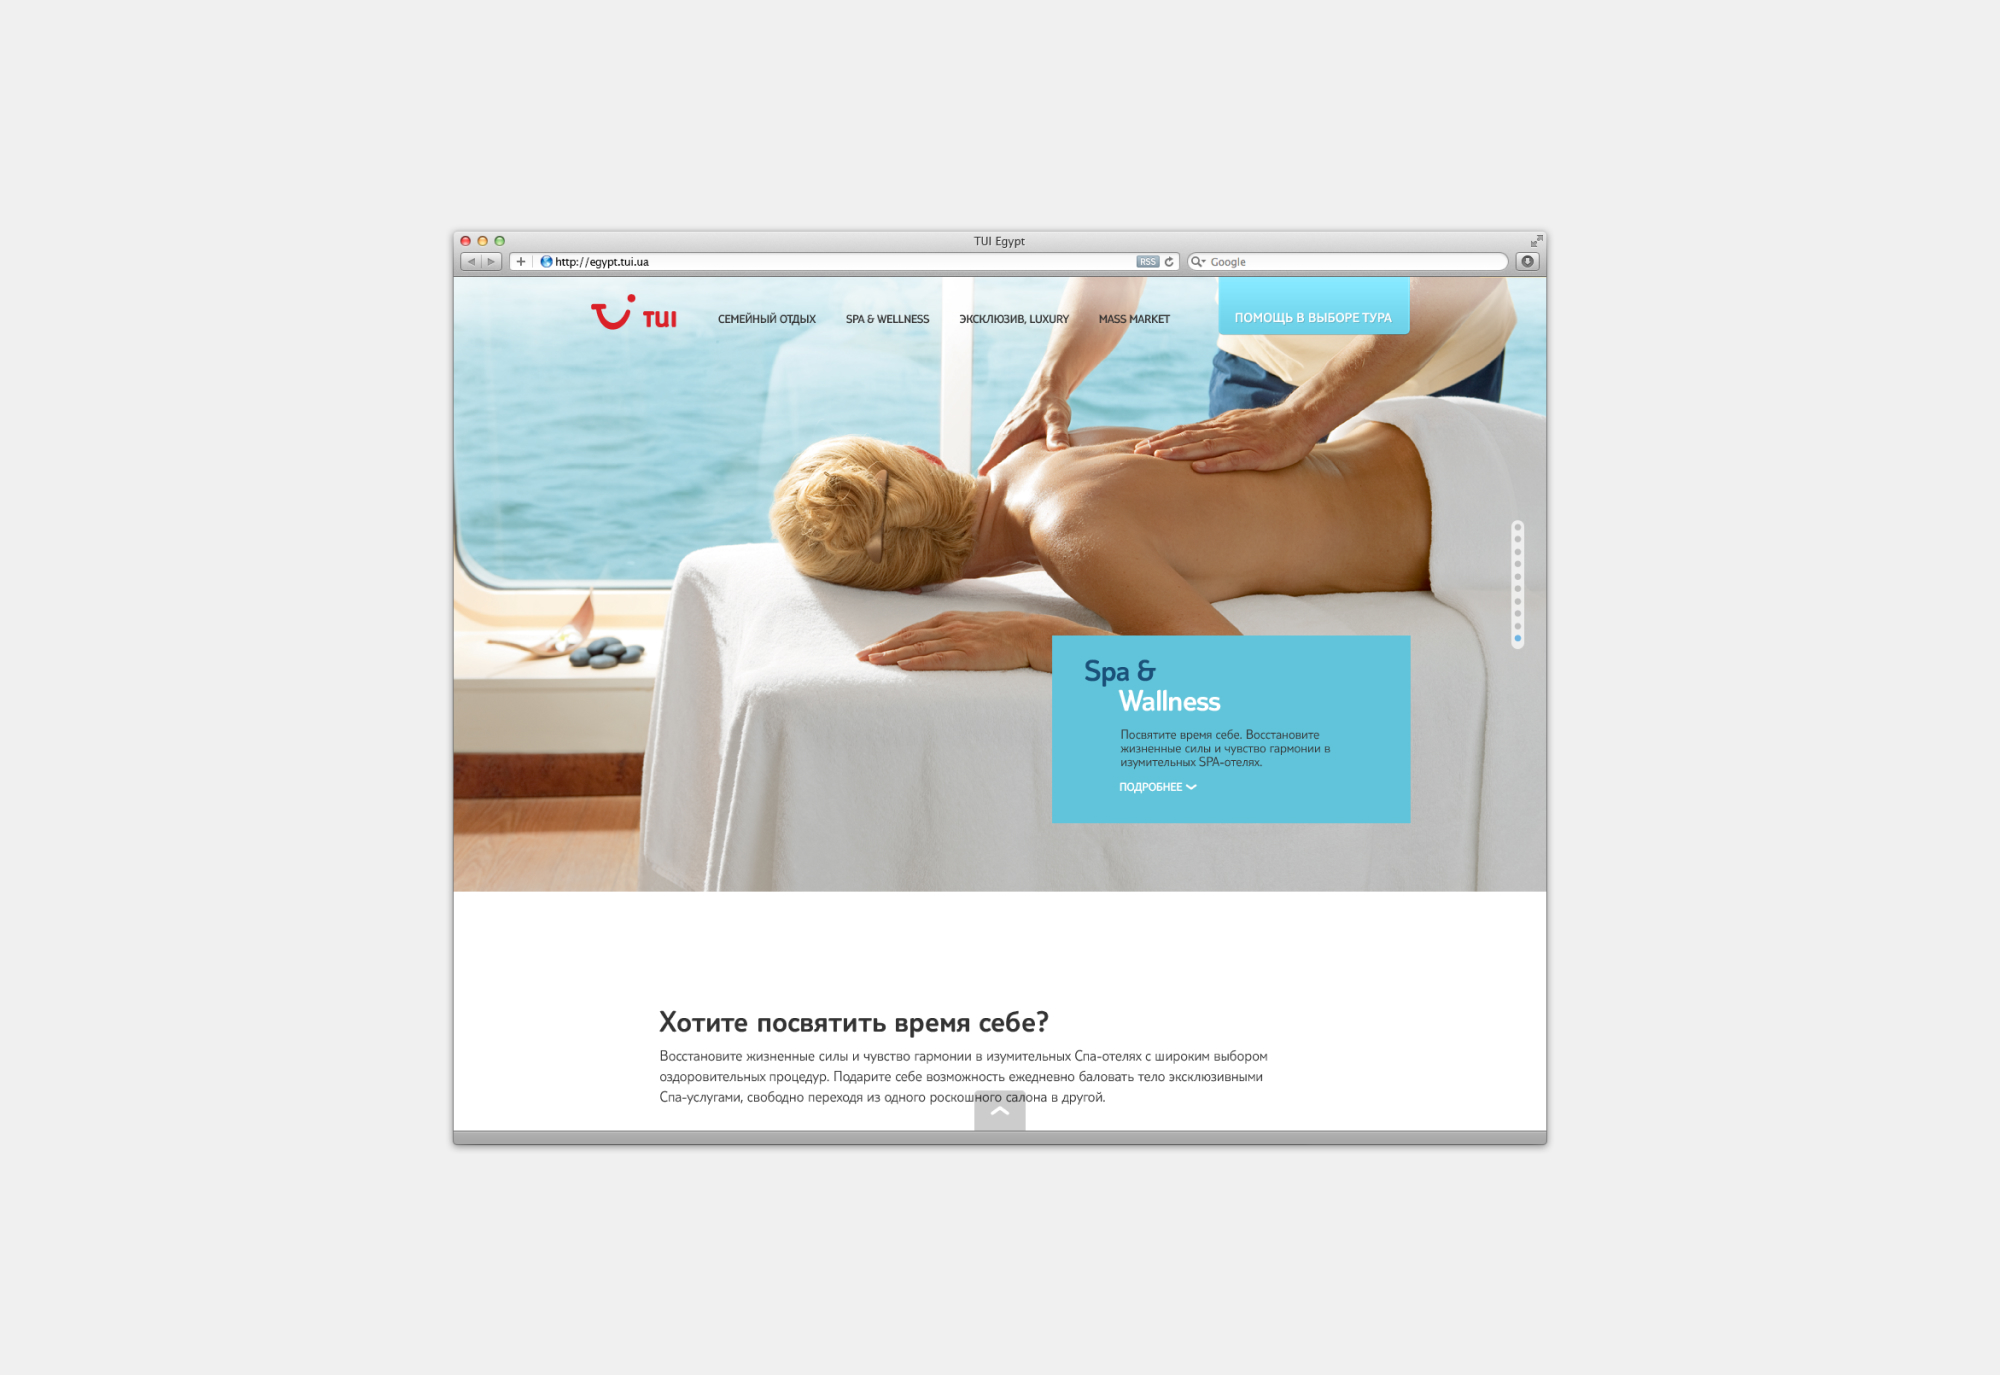 TUI Egypt
http://egypt.tui.ua
RSS
Google
TUI
СЕМЕЙНЫЙ ОТДЫХ
SPA & WELLNESS
ЭКСКЛЮЗИВ, LUXURY
MASS MARKET
ПОМОЩЬ В ВЫБОРЕ ТУРА
Spa &
Wallness
Посвятите время себе. Восстановите
жизненные силы и чувство гармонии в
изумительных SPA-отелях.
ПОДРОБНЕЕ
Хотите посвятить время себе?
Восстановите жизненные силы и чувство гармонии в изумительных Спа-отелях с широким выбором
оздоровительных процедур. Подарите себе возможность ежедневно баловать тело эксклюзивными
Спа-услугами, свободно переходя из одного роскошного салона в другой.